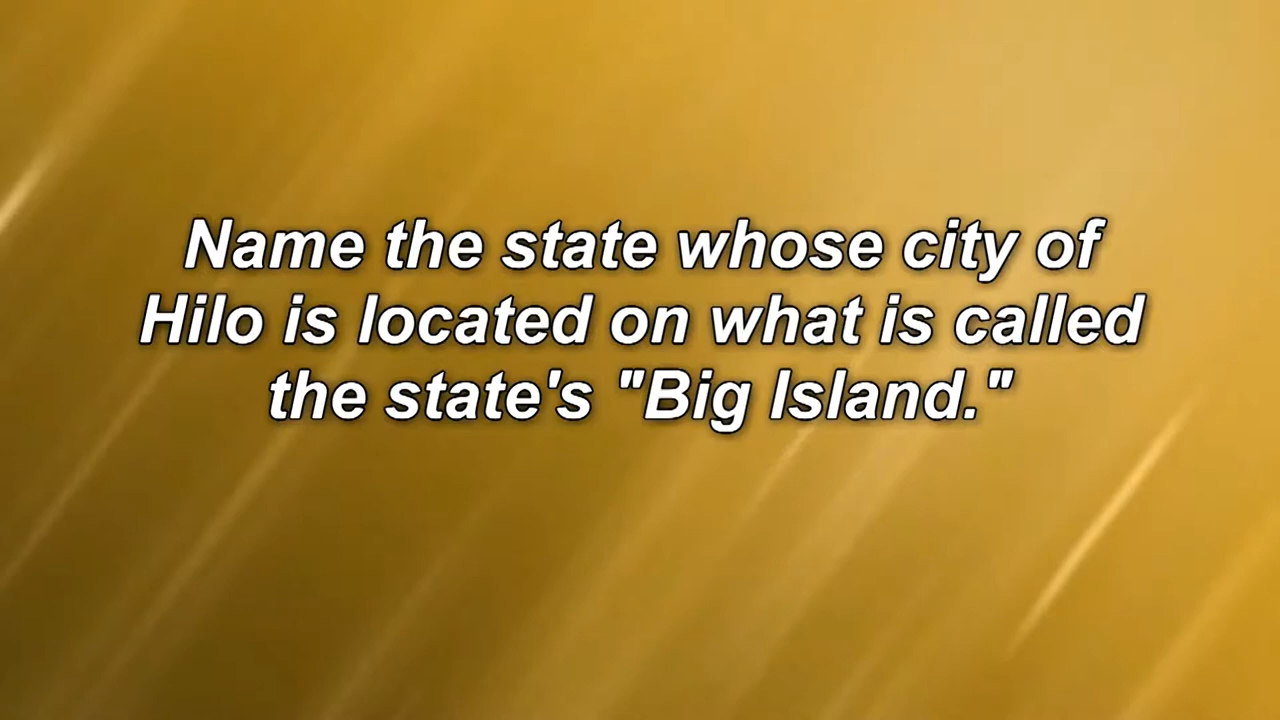 Name the state whose city of
Hilo is located on what is called
the state's "Big Island."